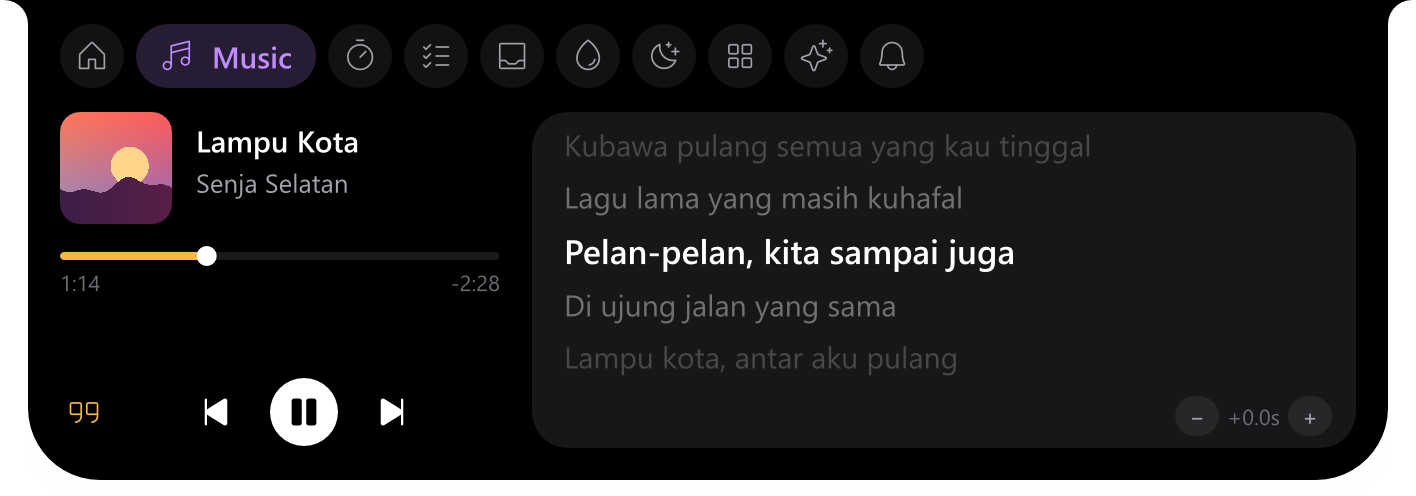 Music
Lampu Kota
Senja Selatan
1:14
-2:28
Kubawa pulang semua yang kau tinggal
Lagu lama yang masih kuhafal
Pelan-pelan, kita sampai juga
Di ujung jalan yang sama
Lampu kota, antar aku pulang
− +0.0s +